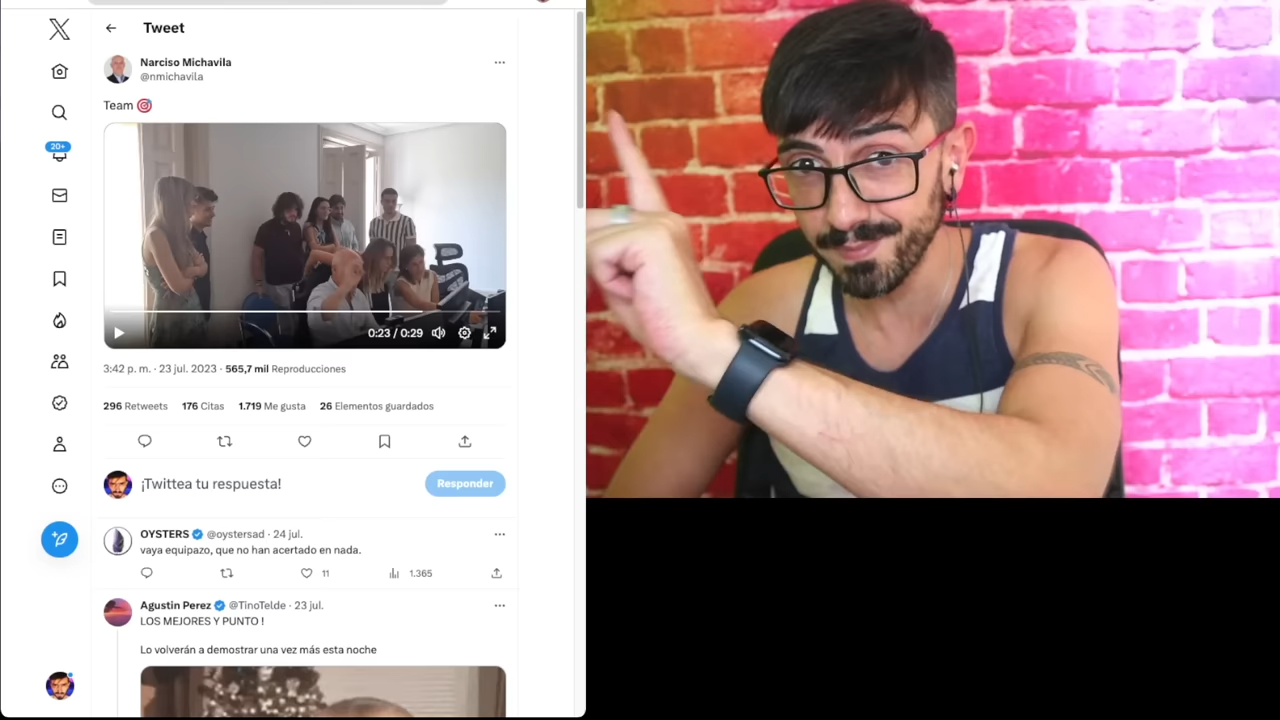 Tweet
Narciso Michavila
@nmichavila
Team
0:23 / 0:29
3:42 p. m. · 23 jul. 2023 · 565,7 mil Reproducciones
296 Retweets 176 Citas 1.719 Me gusta 26 Elementos guardados
20+
¡Twittea tu respuesta!
Responder
OYSTERS @oystersad · 24 jul.
vaya equipazo, que no han acertado en nada.
11 1.365
Agustin Perez @TinoTelde · 23 jul.
LOS MEJORES Y PUNTO !
Lo volverán a demostrar una vez más esta noche